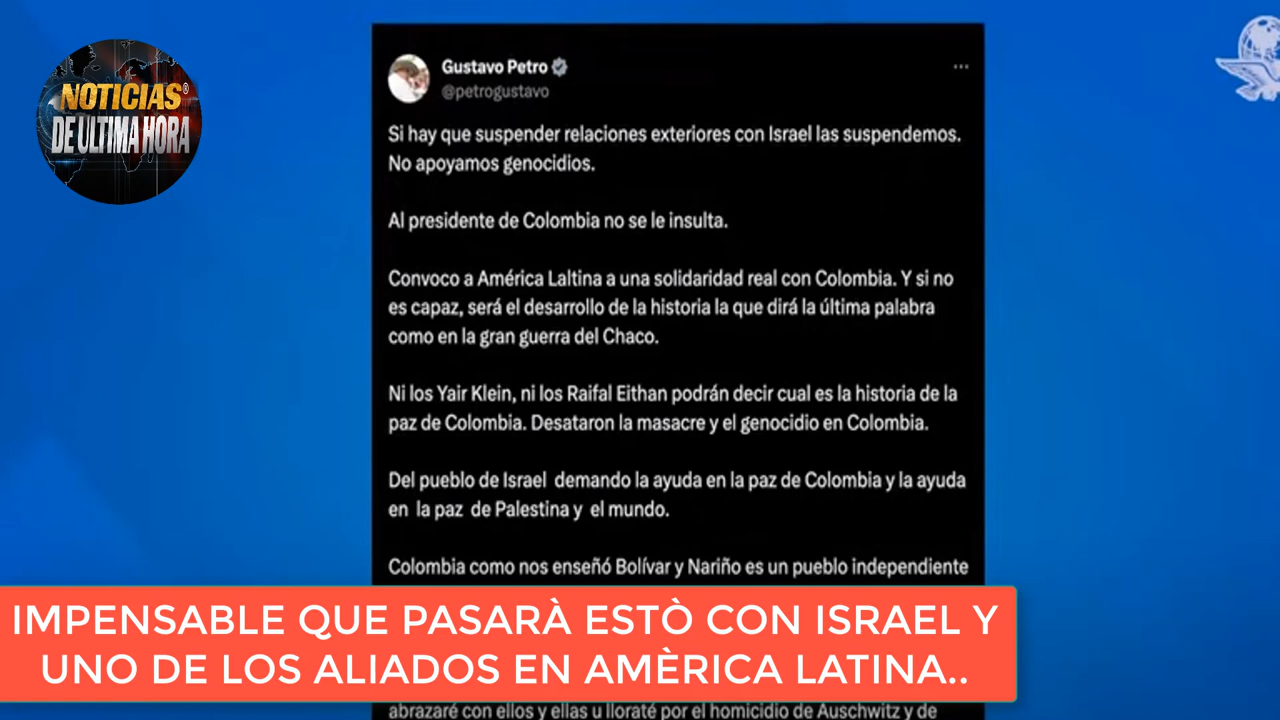 NOTICIAS®
DE ÚLTIMA HORA
Gustavo Petro
@petrogustavo
Si hay que suspender relaciones exteriores con Israel las suspendemos.
No apoyamos genocidios.
Al presidente de Colombia no se le insulta.
Convoco a América Laltina a una solidaridad real con Colombia. Y si no
es capaz, será el desarrollo de la historia la que dirá la última palabra
como en la gran guerra del Chaco.
Ni los Yair Klein, ni los Raifal Eithan podrán decir cual es la historia de la
paz de Colombia. Desataron la masacre y el genocidio en Colombia.
Del pueblo de Israel demando la ayuda en la paz de Colombia y la ayuda
en la paz de Palestina y el mundo.
Colombia como nos enseñó Bolívar y Nariño es un pueblo independiente
IMPENSABLE QUE PASARÀ ESTÒ CON ISRAEL Y
UNO DE LOS ALIADOS EN AMÈRICA LATINA..
abrazaré con ellos y ellas u lloraté por el homicidio de Auschwitz y de